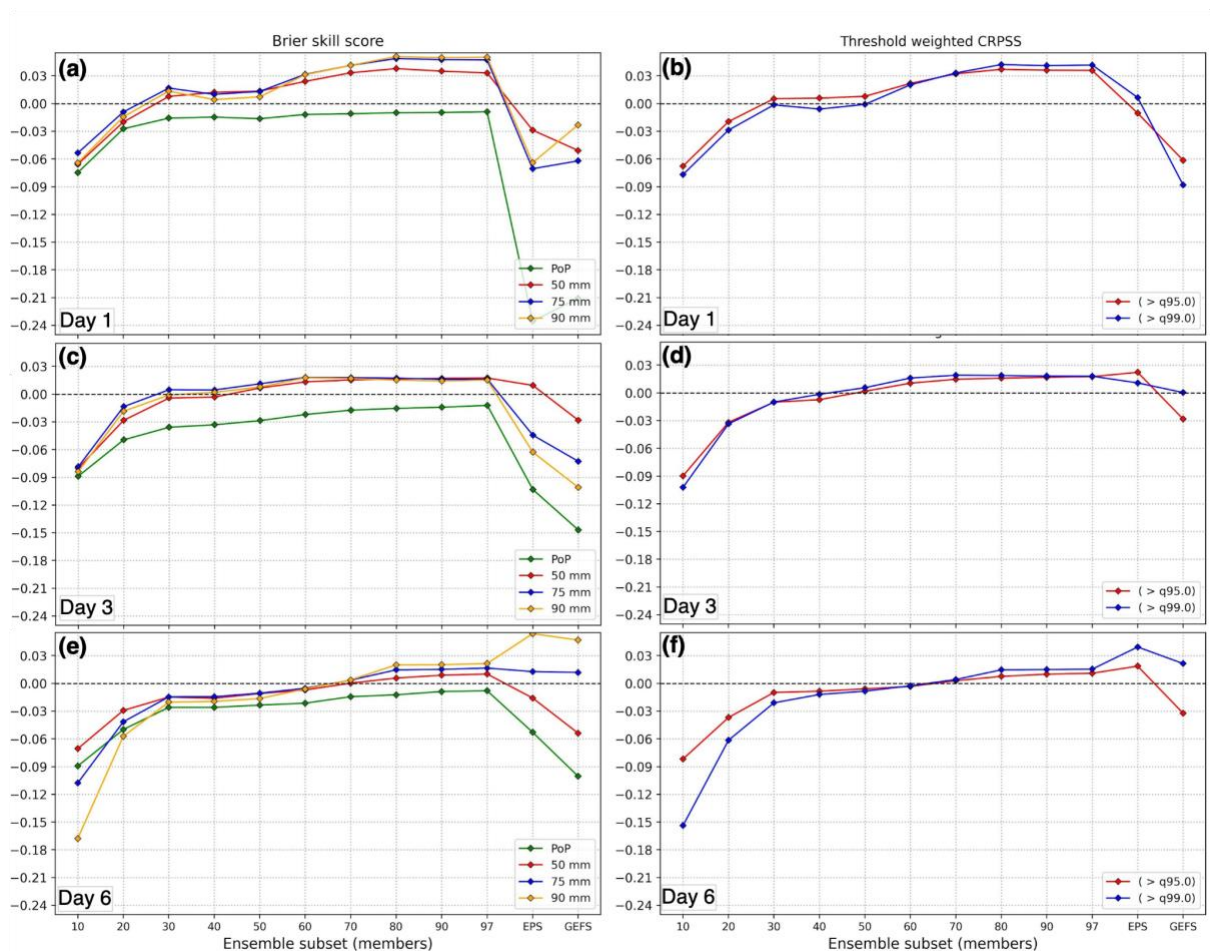 Brier skill score
(a)
0.03
0.00
−0.03
−0.06
−0.09
−0.12
−0.15
−0.18
−0.21
−0.24
PoP
50 mm
75 mm
90 mm
Day 1
Threshold weighted CRPSS
(b)
0.03
0.00
−0.03
−0.06
−0.09
−0.12
−0.15
−0.18
−0.21
−0.24
( > q95.0)
( > q99.0)
Day 1
(c)
0.03
0.00
−0.03
−0.06
−0.09
−0.12
−0.15
−0.18
−0.21
−0.24
PoP
50 mm
75 mm
90 mm
Day 3
(d)
0.03
0.00
−0.03
−0.06
−0.09
−0.12
−0.15
−0.18
−0.21
−0.24
( > q95.0)
( > q99.0)
Day 3
(e)
0.03
0.00
−0.03
−0.06
−0.09
−0.12
−0.15
−0.18
−0.21
−0.24
PoP
50 mm
75 mm
90 mm
Day 6
10 20 30 40 50 60 70 80 90 97 EPS GEFS
Ensemble subset (members)
(f)
0.03
0.00
−0.03
−0.06
−0.09
−0.12
−0.15
−0.18
−0.21
−0.24
( > q95.0)
( > q99.0)
Day 6
10 20 30 40 50 60 70 80 90 97 EPS GEFS
Ensemble subset (members)